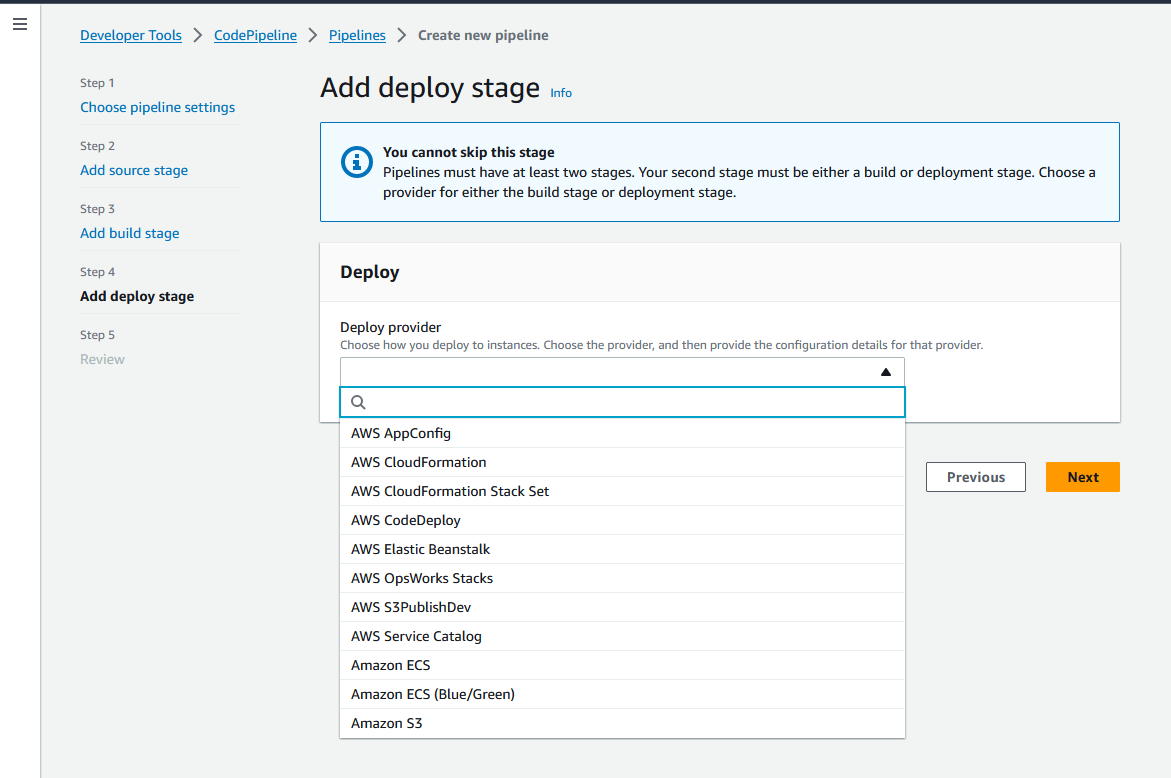 Developer Tools > CodePipeline > Pipelines > Create new pipeline
Step 1
Choose pipeline settings
Step 2
Add source stage
Step 3
Add build stage
Step 4
Add deploy stage
Step 5
Review
Add deploy stage Info
You cannot skip this stage
Pipelines must have at least two stages. Your second stage must be either a build or deployment stage. Choose a
provider for either the build stage or deployment stage.
Deploy
Deploy provider
Choose how you deploy to instances. Choose the provider, and then provide the configuration details for that provider.
AWS AppConfig
AWS CloudFormation
AWS CloudFormation Stack Set
AWS CodeDeploy
AWS Elastic Beanstalk
AWS OpsWorks Stacks
AWS S3PublishDev
AWS Service Catalog
Amazon ECS
Amazon ECS (Blue/Green)
Amazon S3
Previous
Next